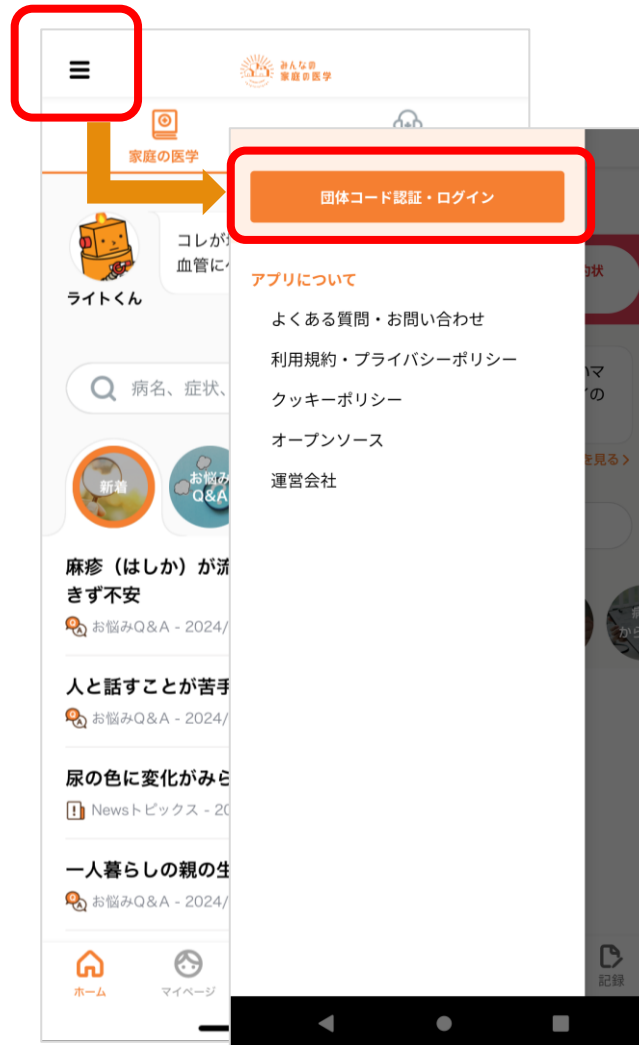 みんなの
家庭の医学
家庭の医学
コレが
血管に
ライトくん
病名、症状、
新着
お悩み
Q&A
麻疹（はしか）が流
きず不安
お悩みQ&A - 2024/
人と話すことが苦手
お悩みQ&A - 2024/
尿の色に変化がみら
Newsトピックス - 20
一人暮らしの親の生
お悩みQ&A - 2024/
ホーム
マイページ
団体コード認証・ログイン
アプリについて
よくある質問・お問い合わせ
利用規約・プライバシーポリシー
クッキーポリシー
オープンソース
運営会社
状
マ
の
を見る
から
記録